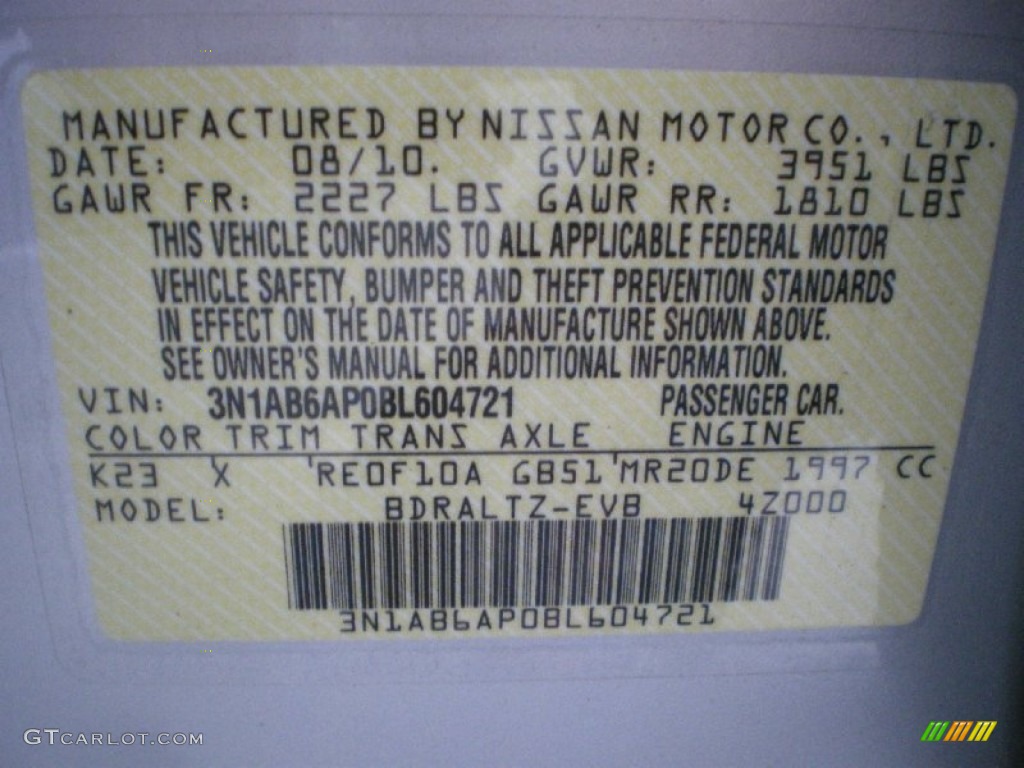 MANUFACTURED BY NISSAN MOTOR CO., LTD.
DATE: 08/10. GVWR: 3951 LBS
GAWR FR: 2227 LBS GAWR RR: 1810 LBS
THIS VEHICLE CONFORMS TO ALL APPLICABLE FEDERAL MOTOR
VEHICLE SAFETY, BUMPER AND THEFT PREVENTION STANDARDS
IN EFFECT ON THE DATE OF MANUFACTURE SHOWN ABOVE.
SEE OWNER'S MANUAL FOR ADDITIONAL INFORMATION.
VIN: 3N1AB6AP0BL604721 PASSENGER CAR.
COLOR TRIM TRANS AXLE ENGINE
K23 'X 'RE0F10A GB51'MR20DE 1997 CC
MODEL: BDRALTZ-EVB 4Z000
3N1AB6AP0BL604721
GTCARLOT.COM